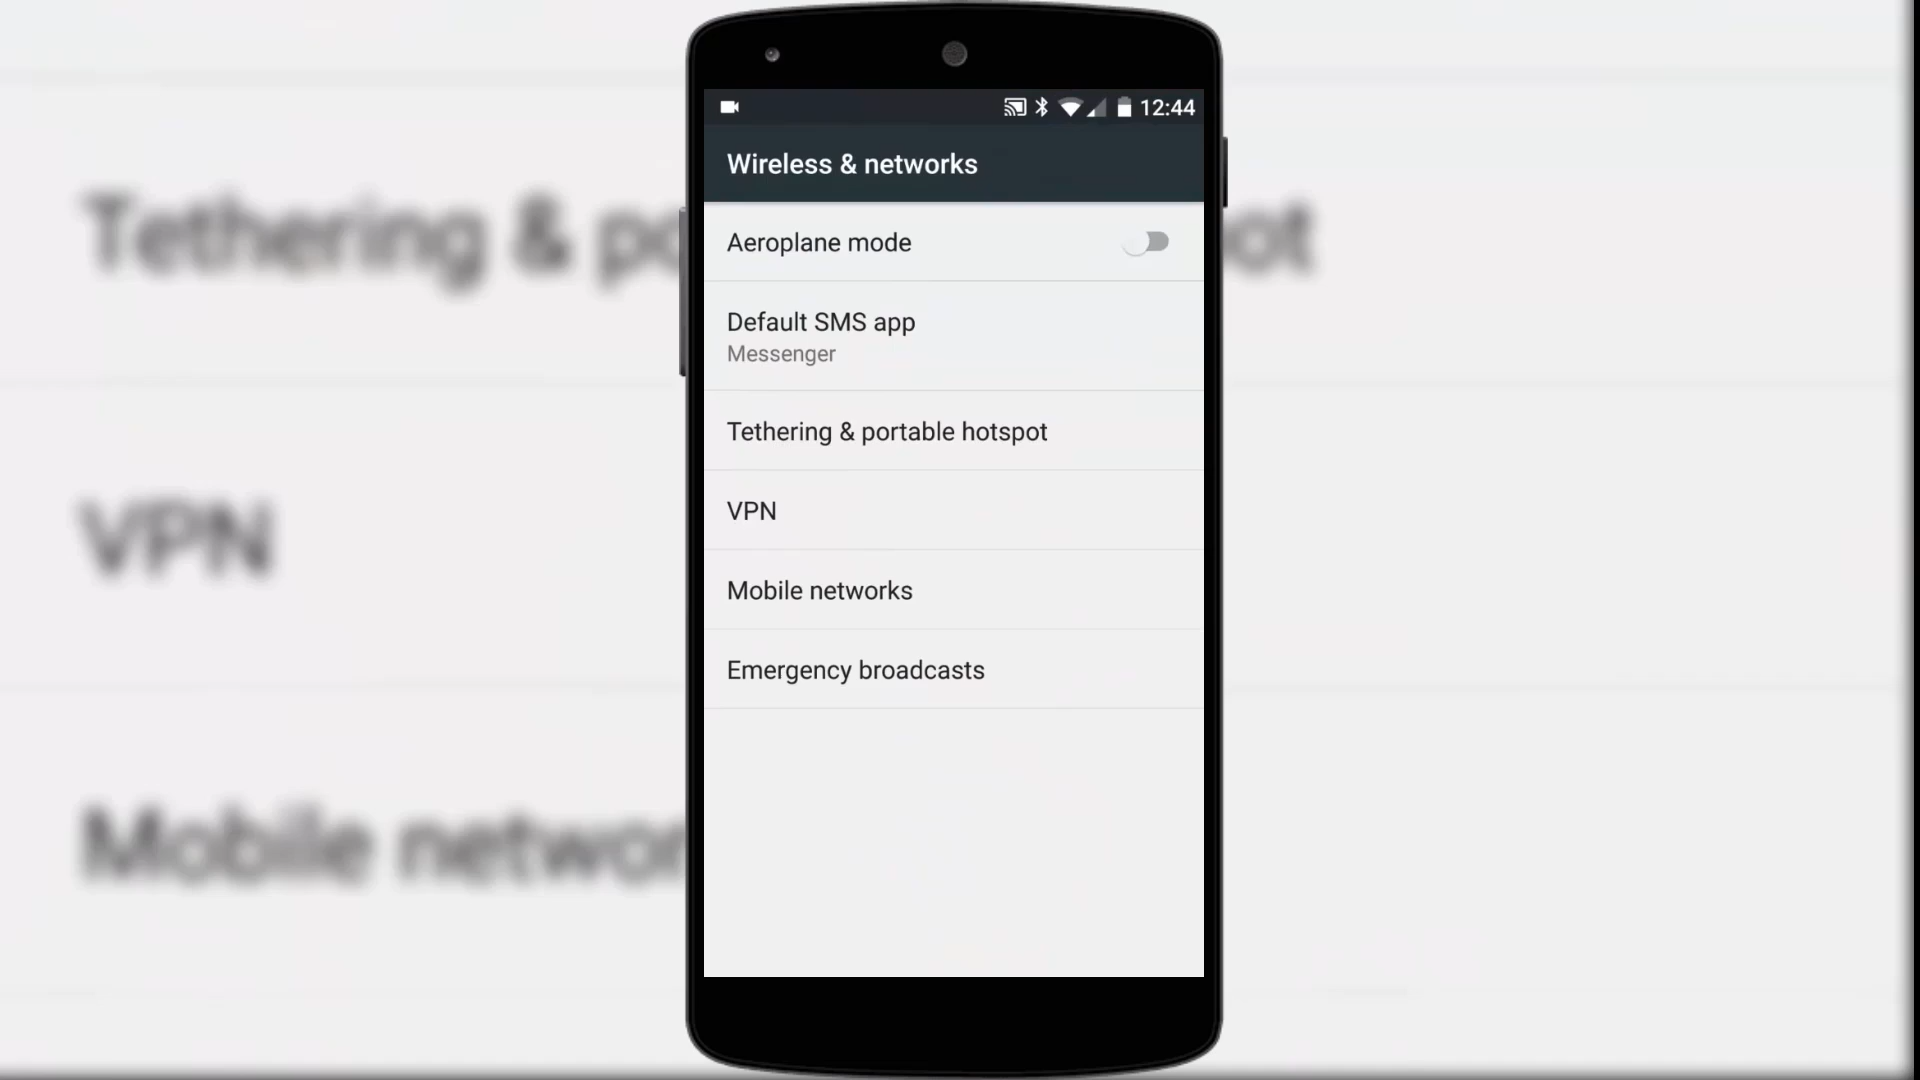 12:44
Wireless & networks
Aeroplane mode
Default SMS app
Messenger
Tethering & portable hotspot
VPN
Mobile networks
Emergency broadcasts
Tethering & po
ot
VPN
Mobile networ